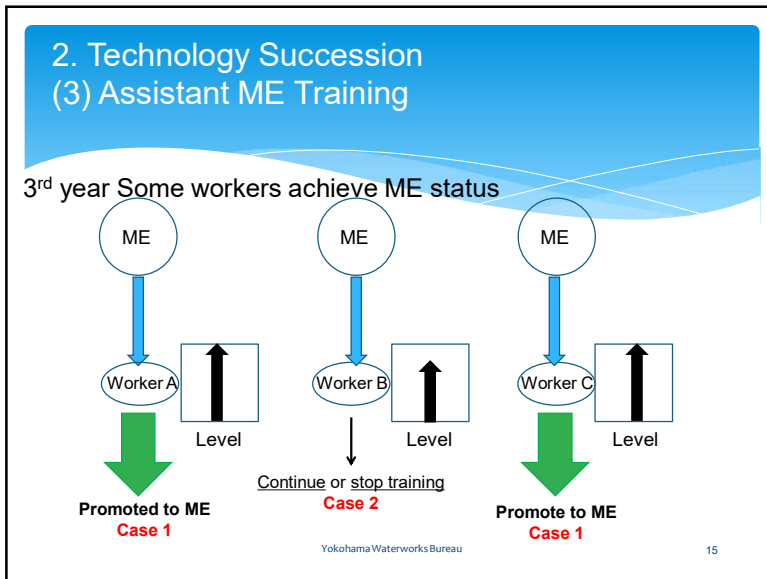 2. Technology Succession
(3) Assistant ME Training
3rd year Some workers achieve ME status
ME
ME
ME
Worker A
Worker B
Worker C
Level
Level
Level
Continue or stop training
Case 2
Promoted to ME
Case 1
Promote to ME
Case 1
Yokohama Waterworks Bureau
15